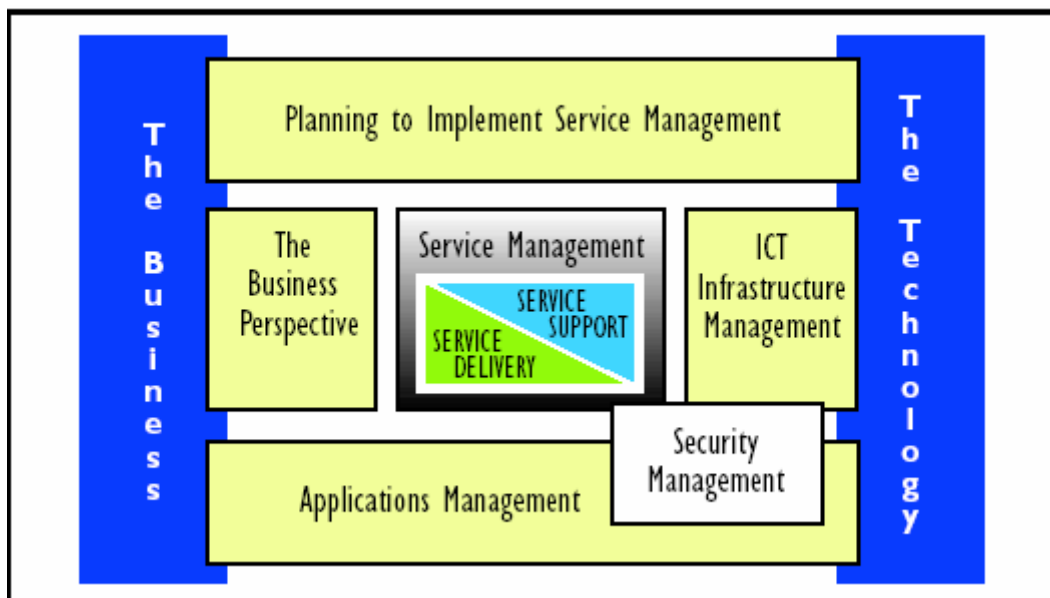 The Business
The Technology
Planning to Implement Service Management
The
Business
Perspective
Service Management
SERVICE
SUPPORT
SERVICE
DELIVERY
ICT
Infrastructure
Management
Security
Management
Applications Management